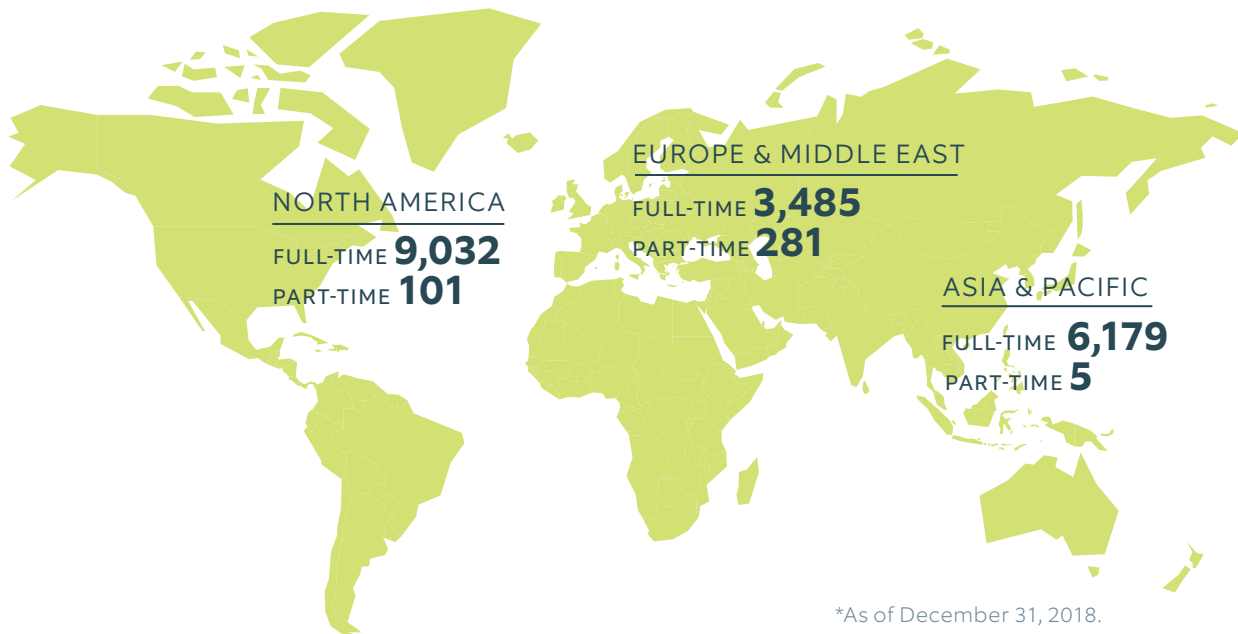 NORTH AMERICA
FULL-TIME 9,032
PART-TIME 101
EUROPE & MIDDLE EAST
FULL-TIME 3,485
PART-TIME 281
ASIA & PACIFIC
FULL-TIME 6,179
PART-TIME 5
*As of December 31, 2018.